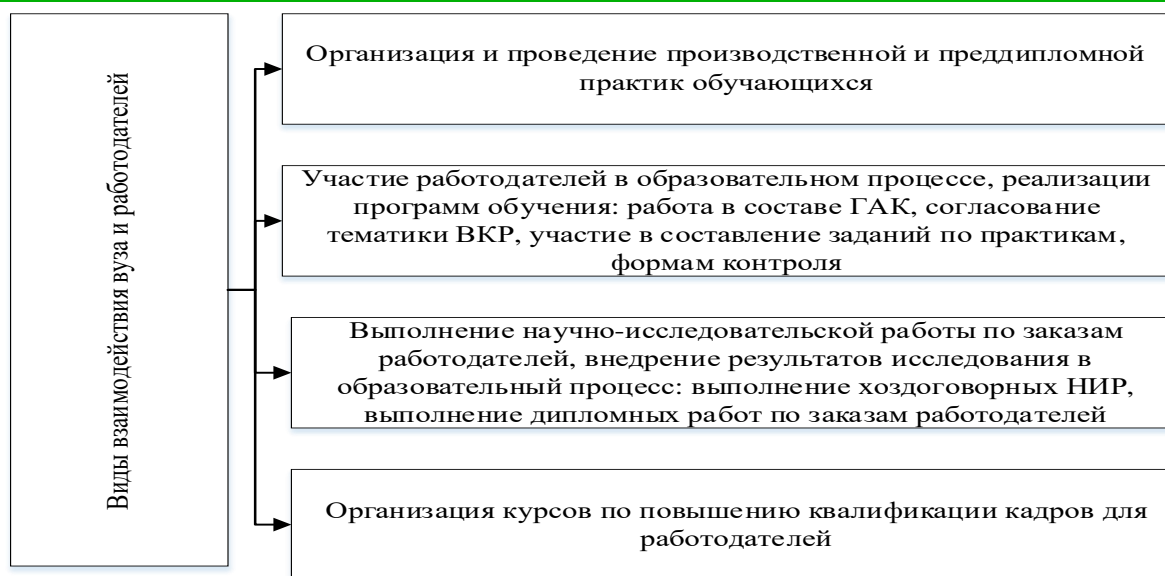 Виды взаимодействия вуза и работодателей
Организация и проведение производственной и преддипломной
практик обучающихся
Участие работодателей в образовательном процессе, реализации
программ обучения: работа в составе ГАК, согласование
тематики ВКР, участие в составление заданий по практикам,
формам контроля
Выполнение научно-исследовательской работы по заказам
работодателей, внедрение результатов исследования в
образовательный процесс: выполнение хоздоговорных НИР,
выполнение дипломных работ по заказам работодателей
Организация курсов по повышению квалификации кадров для
работодателей